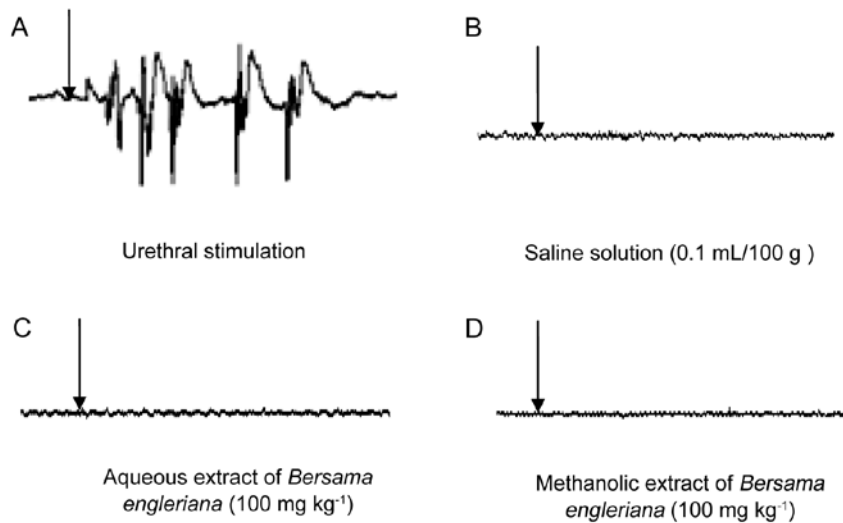 A
B
Urethral stimulation
Saline solution (0.1 mL/100 g )
C
D
Aqueous extract of Bersama
engleriana (100 mg kg⁻¹)
Methanolic extract of Bersama
engleriana (100 mg kg⁻¹)